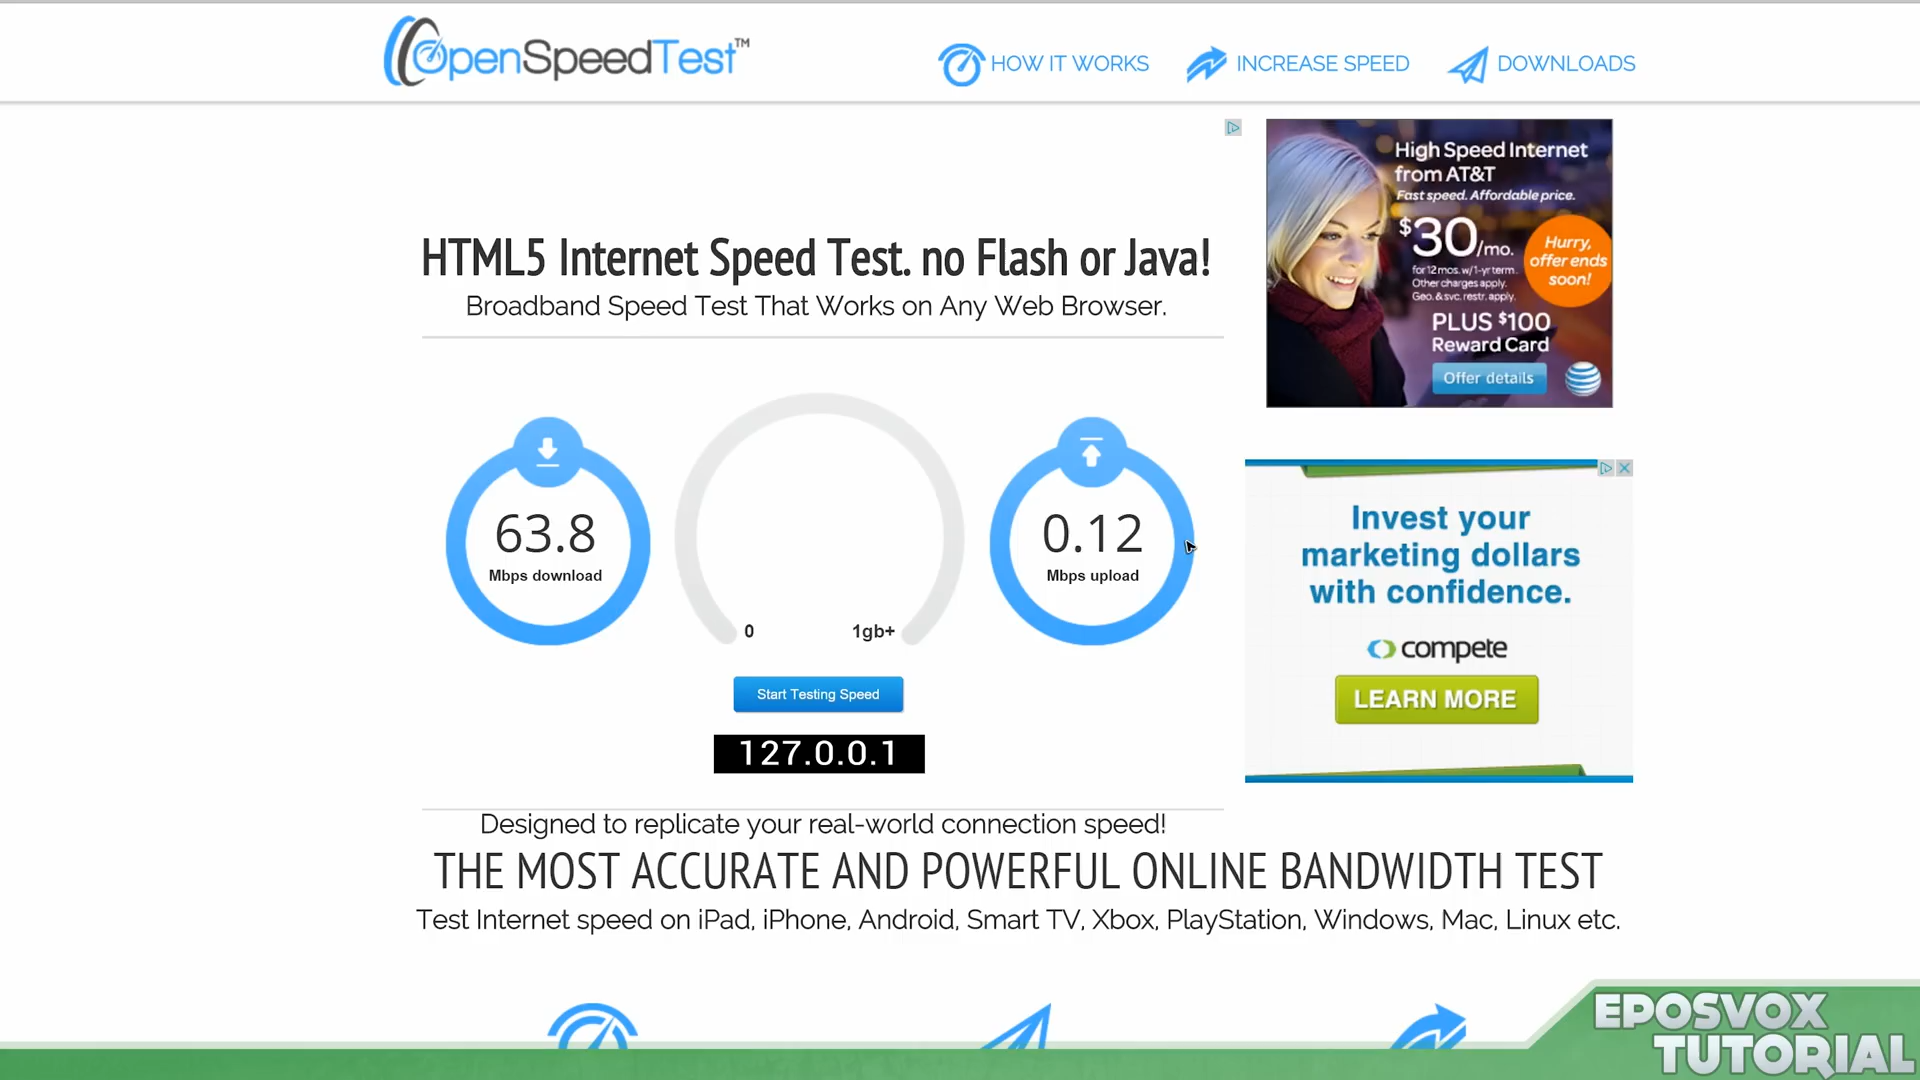 OpenSpeedTest™
HOW IT WORKS
INCREASE SPEED
DOWNLOADS
High Speed Internet
from AT&T
Fast speed. Affordable price.
$30/mo.
for 12 mos. w/1-yr term.
Other charges apply.
Geo. & svc. restr. apply.
Hurry,
offer ends
soon!
PLUS $100
Reward Card
Offer details
HTML5 Internet Speed Test. no Flash or Java!
Broadband Speed Test That Works on Any Web Browser.
63.8
Mbps download
0
1gb+
0.12
Mbps upload
Start Testing Speed
127.0.0.1
Invest your
marketing dollars
with confidence.
compete
LEARN MORE
Designed to replicate your real-world connection speed!
THE MOST ACCURATE AND POWERFUL ONLINE BANDWIDTH TEST
Test Internet speed on iPad, iPhone, Android, Smart TV, Xbox, PlayStation, Windows, Mac, Linux etc.
EPOSVOX
TUTORIAL